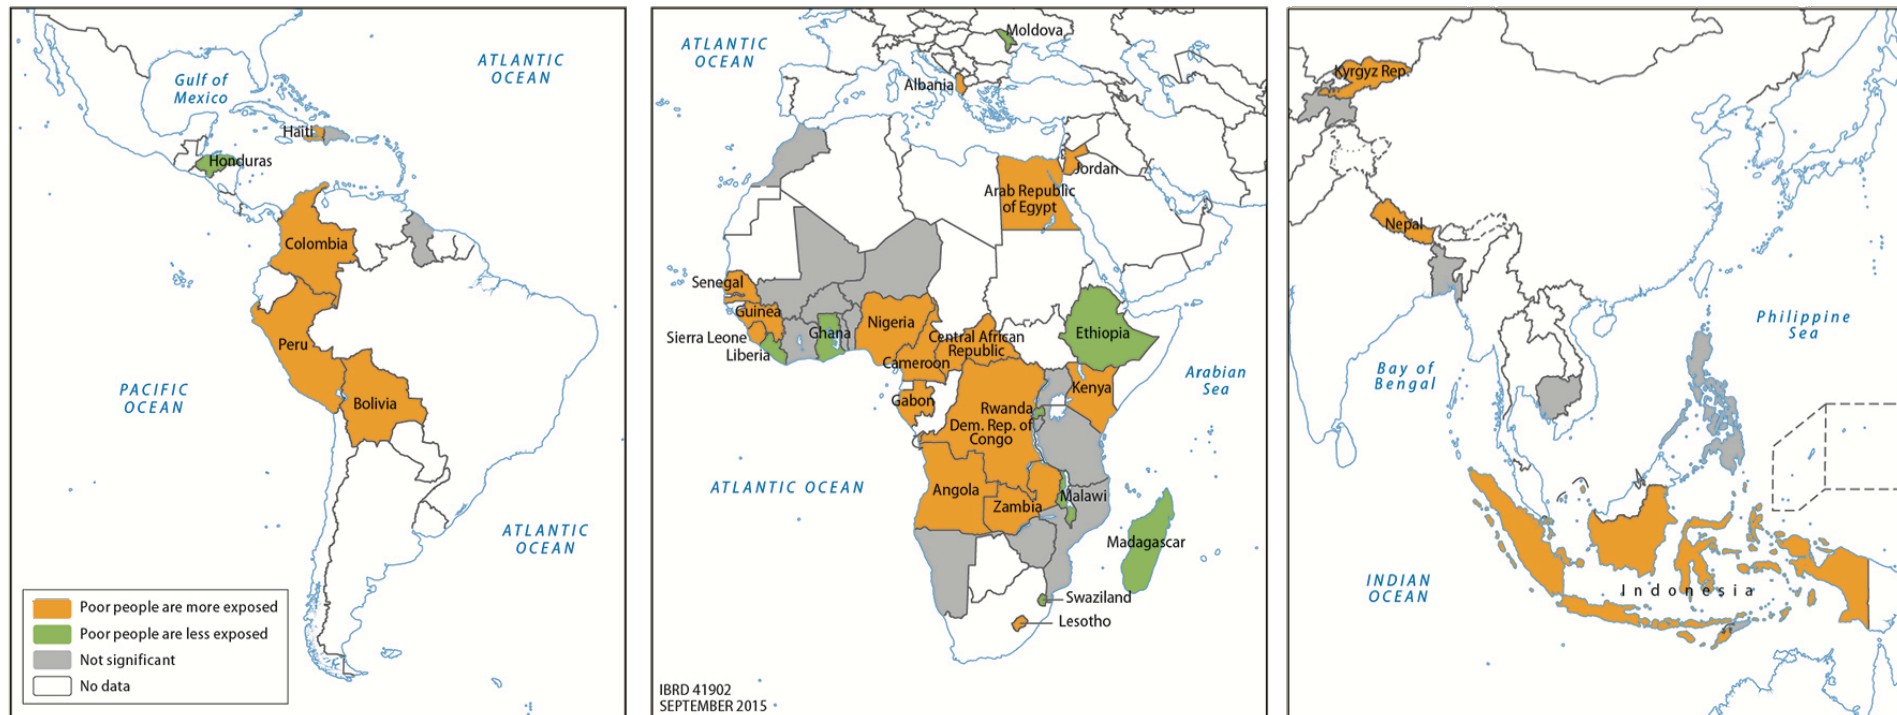 ATLANTIC
OCEAN
Gulf of
Mexico
Haiti
Honduras
Colombia
Peru
Bolivia
PACIFIC
OCEAN
ATLANTIC
OCEAN
Poor people are more exposed
Poor people are less exposed
Not significant
No data
ATLANTIC
OCEAN
Moldova
Albania
Jordan
Arab Republic
of Egypt
Senegal
Guinea
Sierra Leone
Liberia
Ghana
Nigeria
Central African
Republic
Cameroon
Ethiopia
Gabon
Kenya
Arabian
Sea
Rwanda
Dem. Rep. of
Congo
ATLANTIC OCEAN
Angola
Zambia
Malawi
Madagascar
Swaziland
Lesotho
IBRD 41902
SEPTEMBER 2015
Kyrgyz Rep.
Nepal
Philippine
Sea
Bay of
Bengal
INDIAN
OCEAN
Indonesia